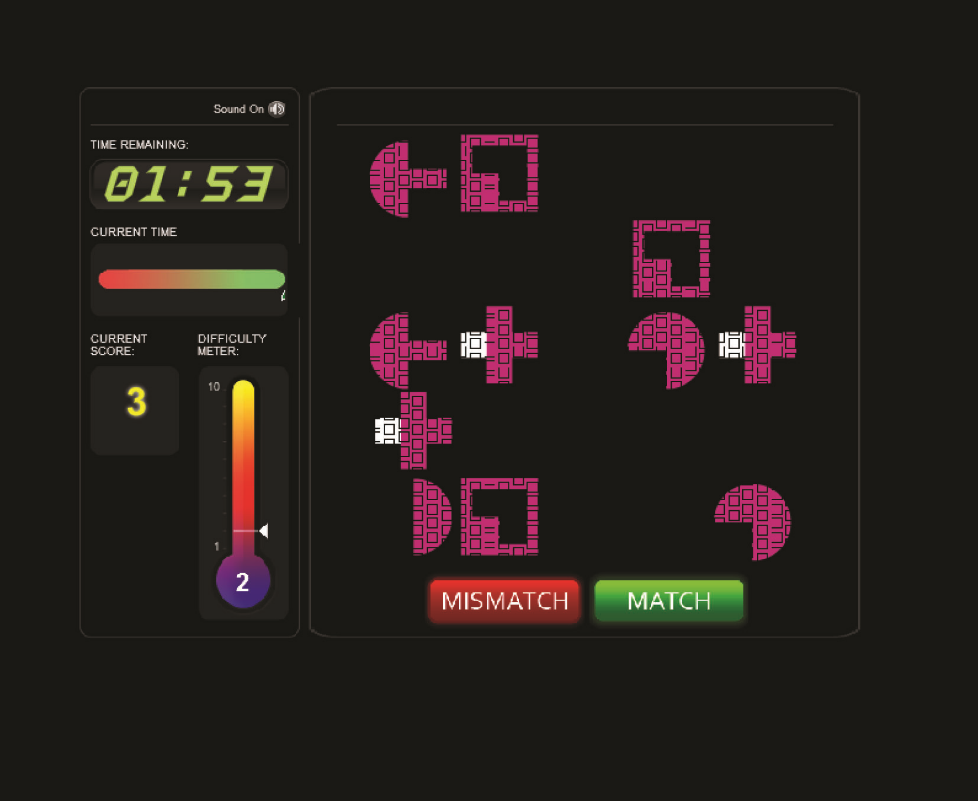 Sound On
TIME REMAINING:
01:53
CURRENT TIME
CURRENT
SCORE:
DIFFICULTY
METER:
10
3
1
2
MISMATCH
MATCH